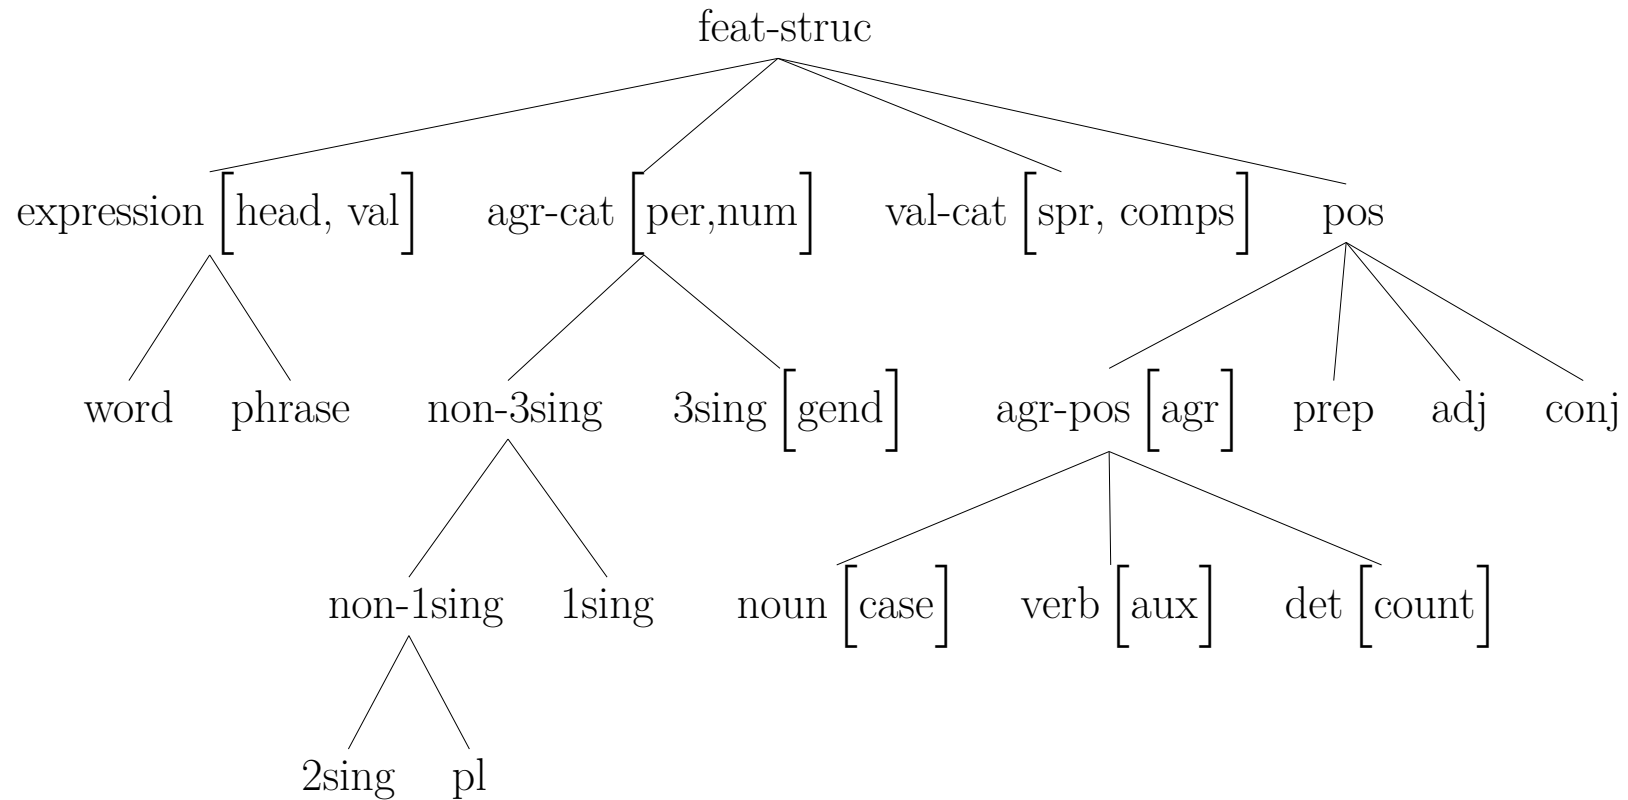 feat-struc
expression [head, val] agr-cat [per,num] val-cat [spr, comps] pos
word phrase non-3sing 3sing [gend] agr-pos [agr] prep adj conj
non-1sing 1sing noun [case] verb [aux] det [count]
2sing pl